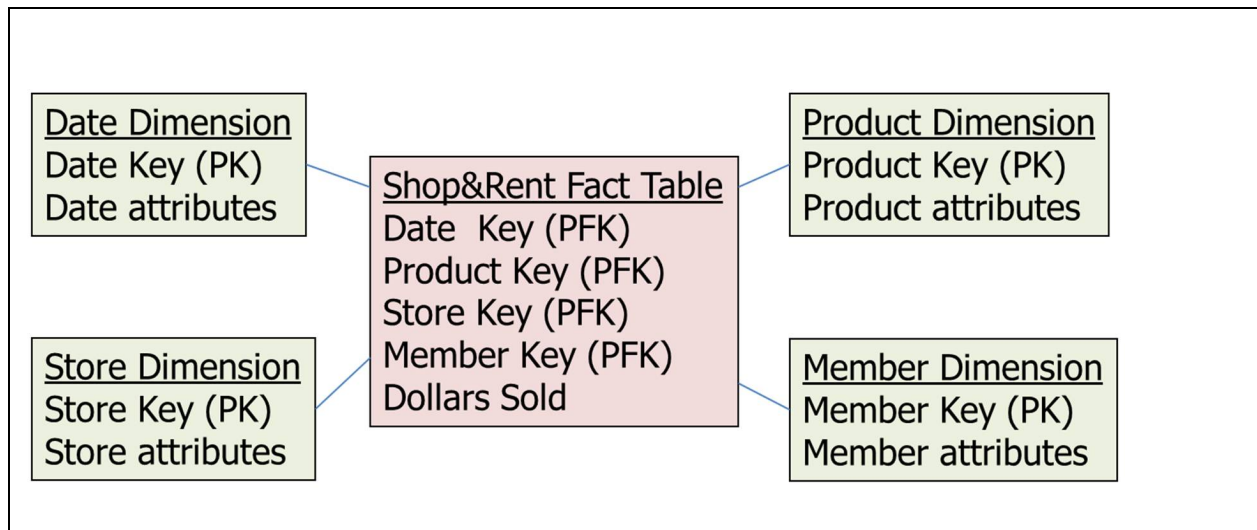 Date Dimension
Date Key (PK)
Date attributes
Product Dimension
Product Key (PK)
Product attributes
Shop&Rent Fact Table
Date  Key (PFK)
Product Key (PFK)
Store Key (PFK)
Member Key (PFK)
Dollars Sold
Store Dimension
Store Key (PK)
Store attributes
Member Dimension
Member Key (PK)
Member attributes